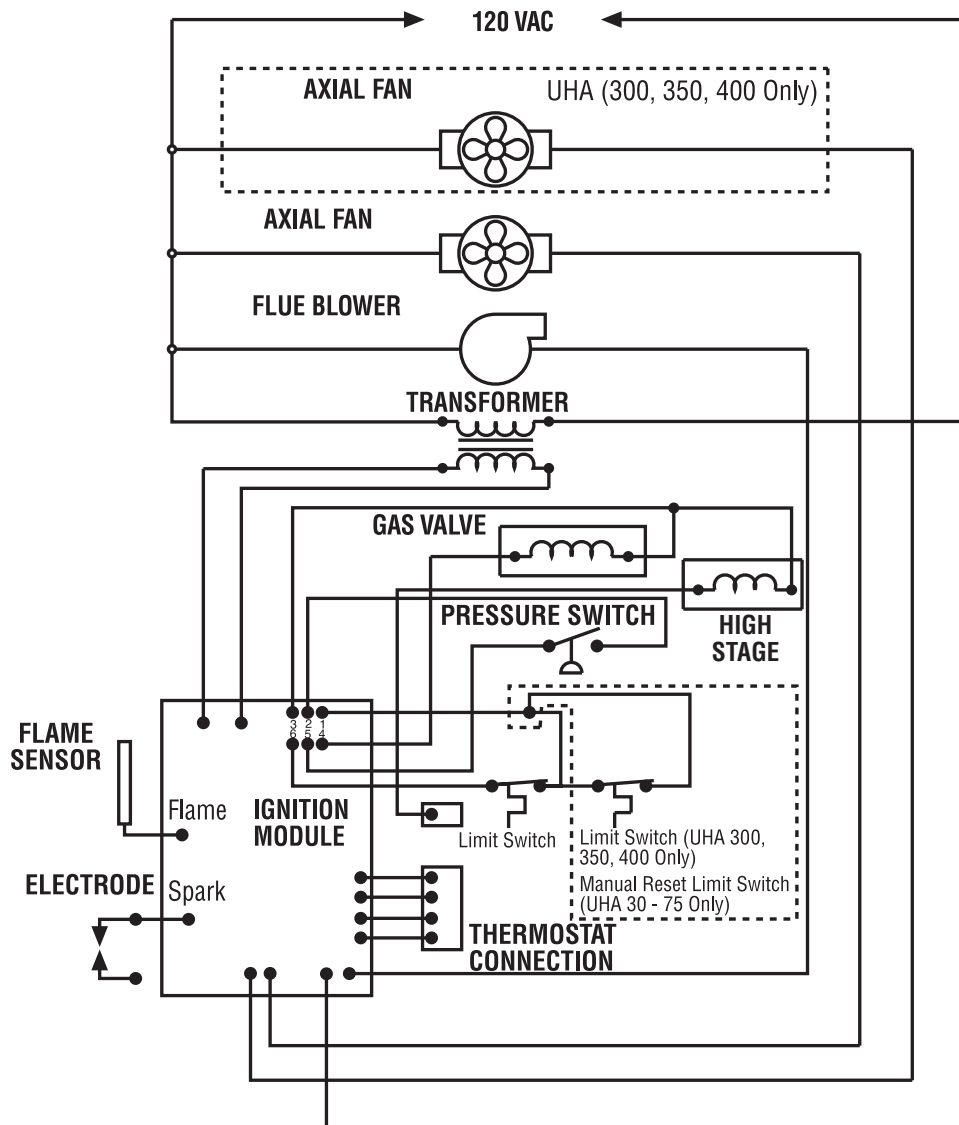 120 VAC
AXIAL FAN
UHA (300, 350, 400 Only)
AXIAL FAN
FLUE BLOWER
TRANSFORMER
GAS VALVE
PRESSURE SWITCH
HIGH
STAGE
FLAME
SENSOR
3 2 1
6 5 4
Flame
IGNITION
MODULE
Limit Switch
Limit Switch (UHA 300,
350, 400 Only)
Manual Reset Limit Switch
(UHA 30 - 75 Only)
ELECTRODE
Spark
THERMOSTAT
CONNECTION